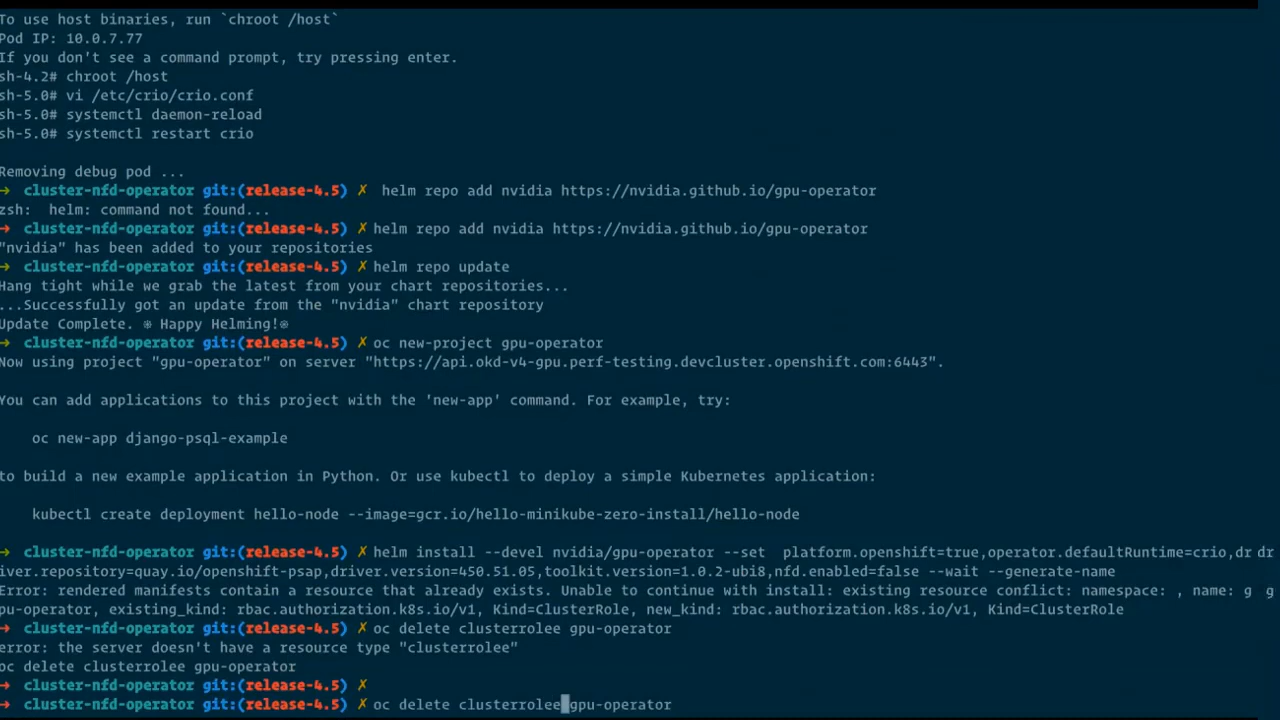 To use host binaries, run `chroot /host`
Pod IP: 10.0.7.77
If you don't see a command prompt, try pressing enter.
sh-4.2# chroot /host
sh-5.0# vi /etc/crio/crio.conf
sh-5.0# systemctl daemon-reload
sh-5.0# systemctl restart crio
Removing debug pod ...
→ cluster-nfd-operator git:(release-4.5) ✗  helm repo add nvidia https://nvidia.github.io/gpu-operator
zsh:  helm: command not found...
→ cluster-nfd-operator git:(release-4.5) ✗ helm repo add nvidia https://nvidia.github.io/gpu-operator
"nvidia" has been added to your repositories
→ cluster-nfd-operator git:(release-4.5) ✗ helm repo update
Hang tight while we grab the latest from your chart repositories...
...Successfully got an update from the "nvidia" chart repository
Update Complete. ⎈ Happy Helming!⎈
→ cluster-nfd-operator git:(release-4.5) ✗ oc new-project gpu-operator
Now using project "gpu-operator" on server "https://api.okd-v4-gpu.perf-testing.devcluster.openshift.com:6443".
You can add applications to this project with the 'new-app' command. For example, try:
oc new-app django-psql-example
to build a new example application in Python. Or use kubectl to deploy a simple Kubernetes application:
kubectl create deployment hello-node --image=gcr.io/hello-minikube-zero-install/hello-node
→ cluster-nfd-operator git:(release-4.5) ✗ helm install --devel nvidia/gpu-operator --set  platform.openshift=true,operator.defaultRuntime=crio,dr dr
iver.repository=quay.io/openshift-psap,driver.version=450.51.05,toolkit.version=1.0.2-ubi8,nfd.enabled=false --wait --generate-name
Error: rendered manifests contain a resource that already exists. Unable to continue with install: existing resource conflict: namespace: , name: g g
pu-operator, existing_kind: rbac.authorization.k8s.io/v1, Kind=ClusterRole, new_kind: rbac.authorization.k8s.io/v1, Kind=ClusterRole
→ cluster-nfd-operator git:(release-4.5) ✗ oc delete clusterrolee gpu-operator
error: the server doesn't have a resource type "clusterrolee"
oc delete clusterrolee gpu-operator
→ cluster-nfd-operator git:(release-4.5) ✗
→ cluster-nfd-operator git:(release-4.5) ✗ oc delete clusterrolee gpu-operator